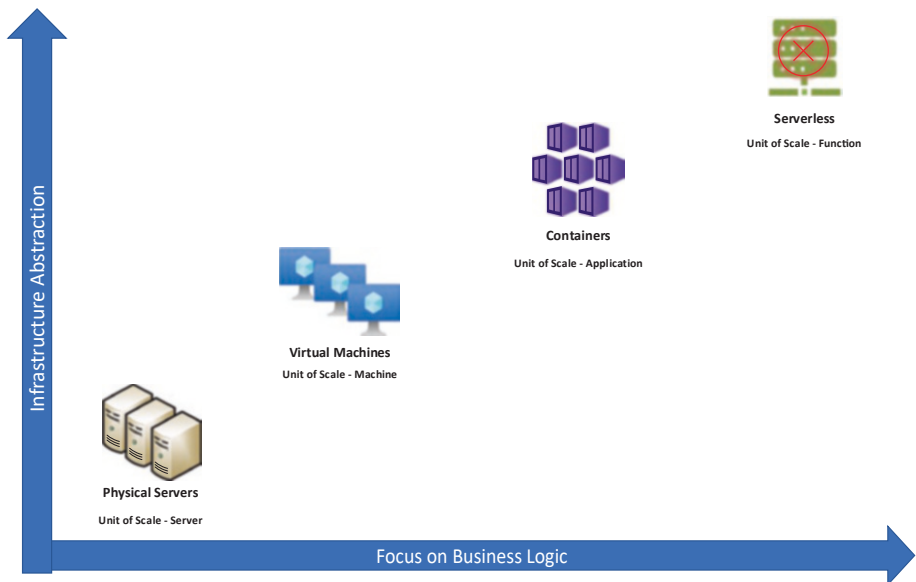 Serverless
Unit of Scale - Function
Containers
Unit of Scale - Application
Virtual Machines
Unit of Scale - Machine
Physical Servers
Unit of Scale - Server
Infrastructure Abstraction
Focus on Business Logic